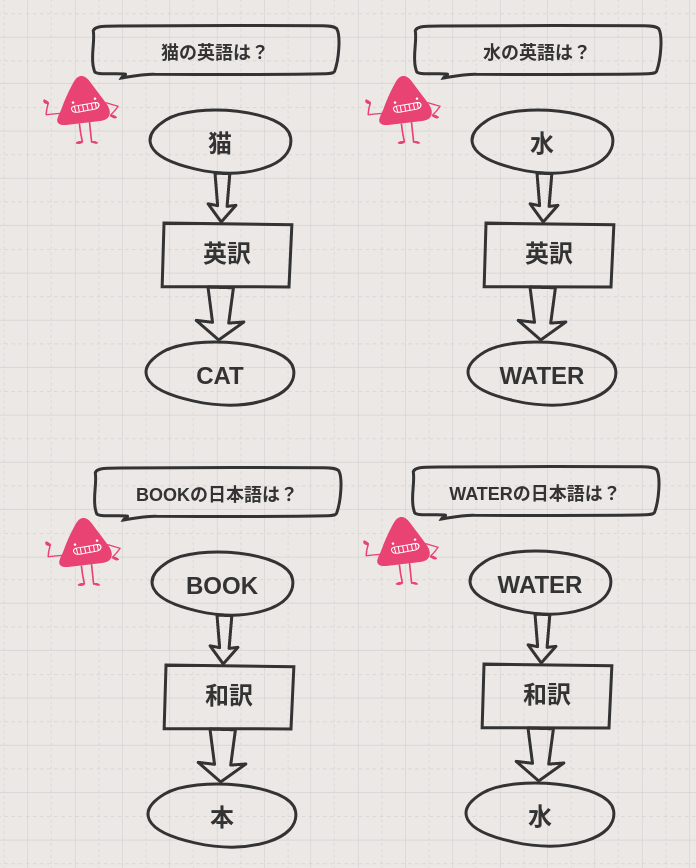 猫の英語は？
猫
英訳
CAT
水の英語は？
水
英訳
WATER
BOOKの日本語は？
BOOK
和訳
本
WATERの日本語は？
WATER
和訳
水